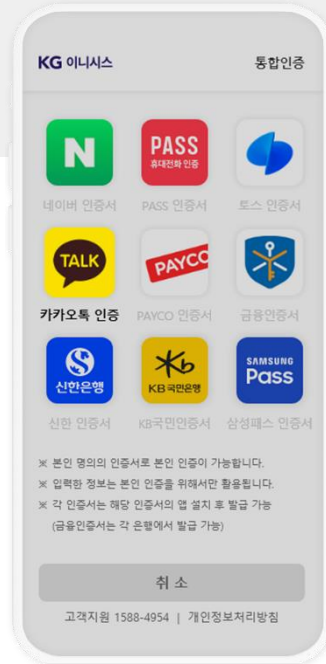 KG 이니시스 통합인증
N PASS
휴대전화 인증
네이버 인증서 PASS 인증서 토스 인증서
TALK PAYCO
카카오톡 인증 PAYCO 인증서 금융인증서
S SAMSUNG
신한은행 KB국민은행 Pass
신한 인증서 KB국민인증서 삼성패스 인증서
※ 본인 명의의 인증서로 본인 인증이 가능합니다.
※ 입력한 정보는 본인 인증을 위해서만 활용됩니다.
※ 각 인증서는 해당 인증서의 앱 설치 후 발급 가능
(금융인증서는 각 은행에서 발급 가능)
취 소
고객지원 1588-4954 | 개인정보처리방침